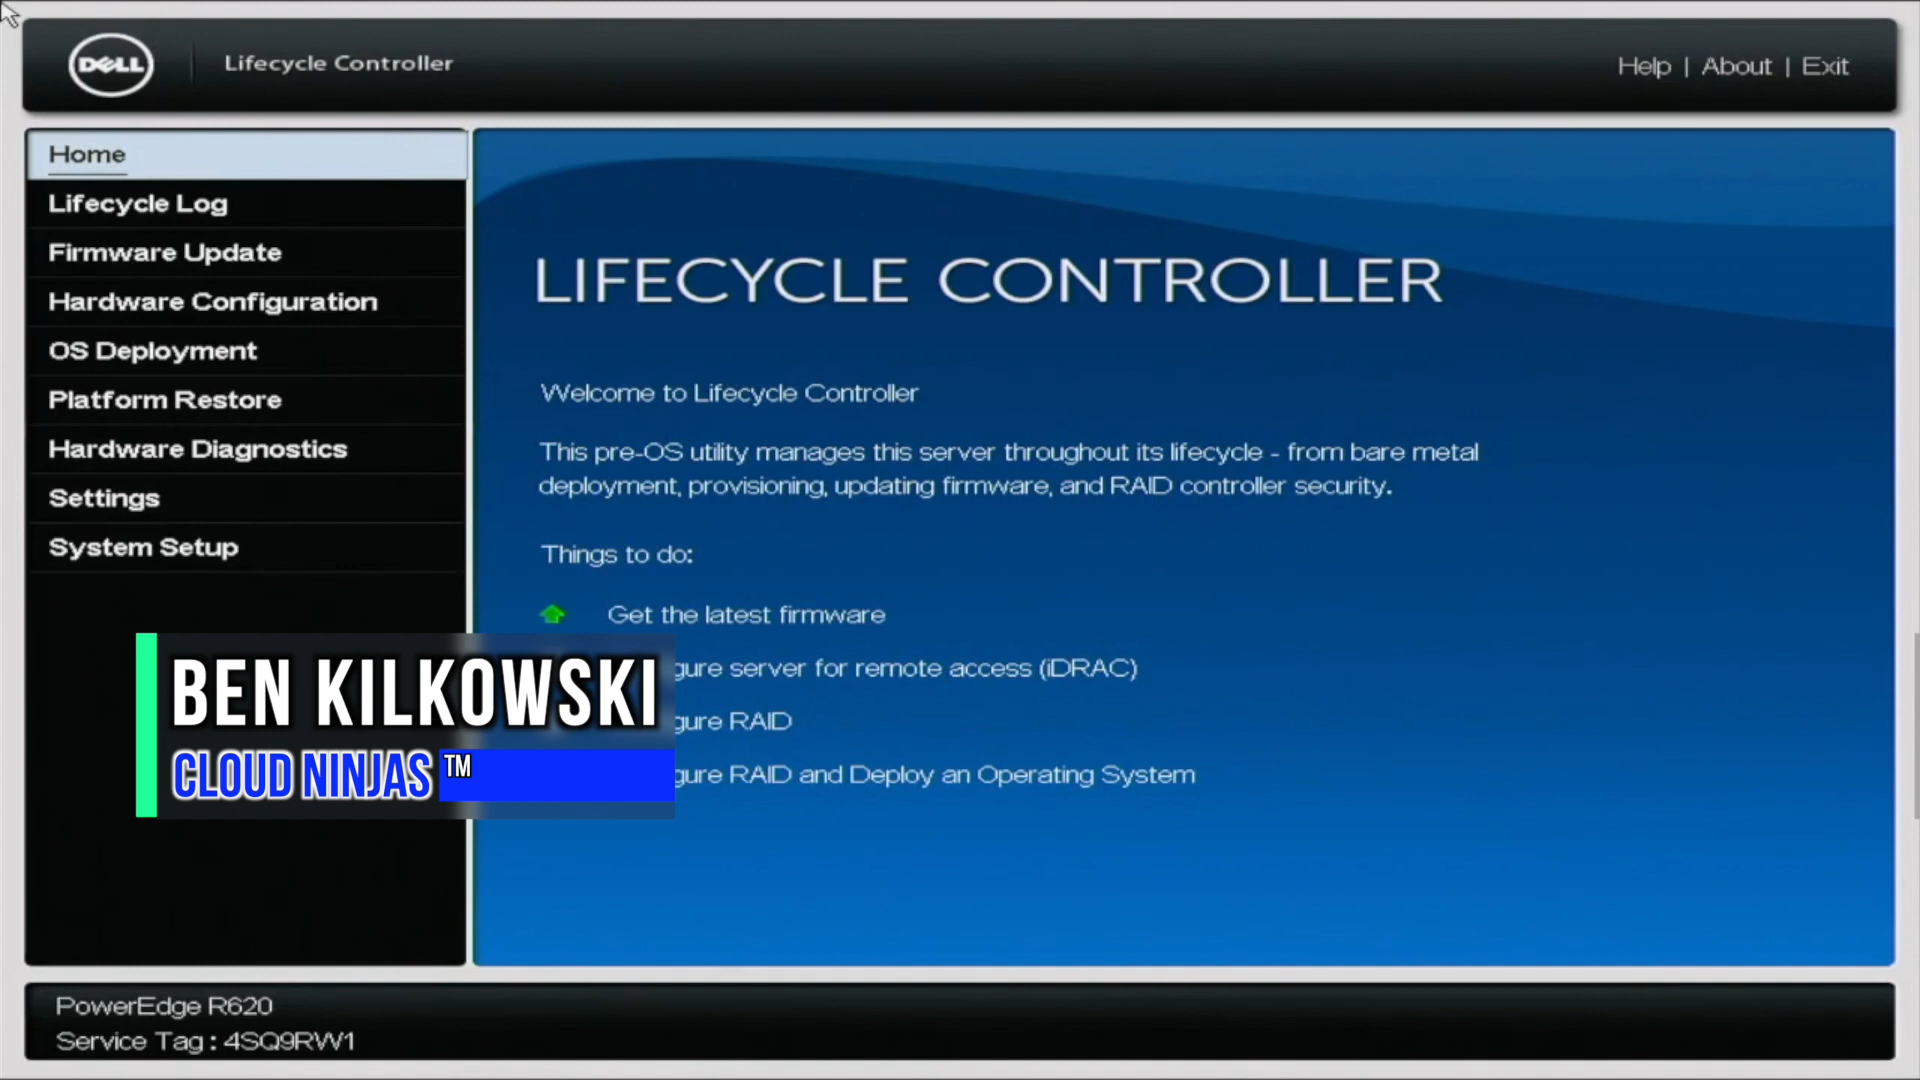 DELL
Lifecycle Controller
Help | About | Exit
Home
Lifecycle Log
Firmware Update
Hardware Configuration
OS Deployment
Platform Restore
Hardware Diagnostics
Settings
System Setup
LIFECYCLE CONTROLLER
Welcome to Lifecycle Controller
This pre-OS utility manages this server throughout its lifecycle - from bare metal
deployment, provisioning, updating firmware, and RAID controller security.
Things to do:
Get the latest firmware
gure server for remote access (iDRAC)
gure RAID
gure RAID and Deploy an Operating System
BEN KILKOWSKI
CLOUD NINJAS ™
PowerEdge R620
Service Tag : 4SQ9RW1